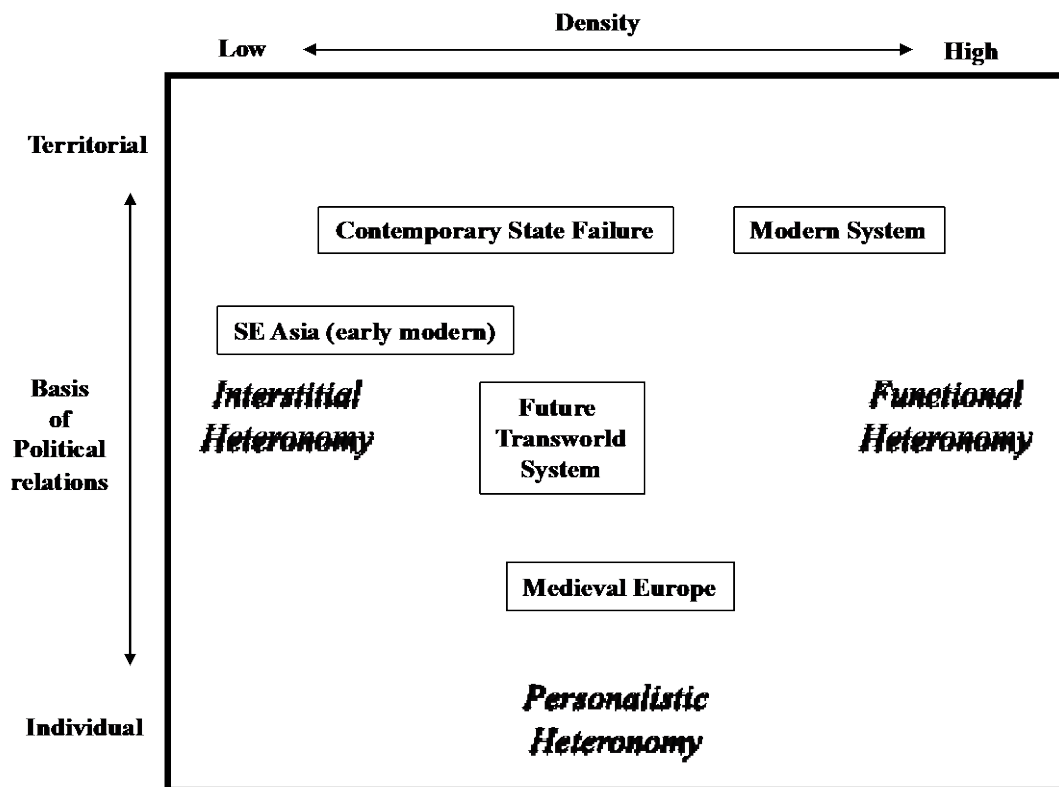 Density
Low
High
Territorial
Contemporary State Failure
Modern System
SE Asia (early modern)
Basis
of
Political
relations
Interstitial
Heteronomy
Future
Transworld
System
Functional
Heteronomy
Medieval Europe
Individual
Personalistic
Heteronomy